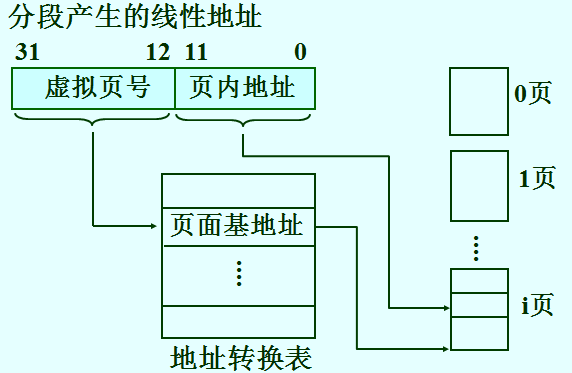 分段产生的线性地址
31 12 11 0
虚拟页号 页内地址
0页
1页
页面基地址
i页
地址转换表